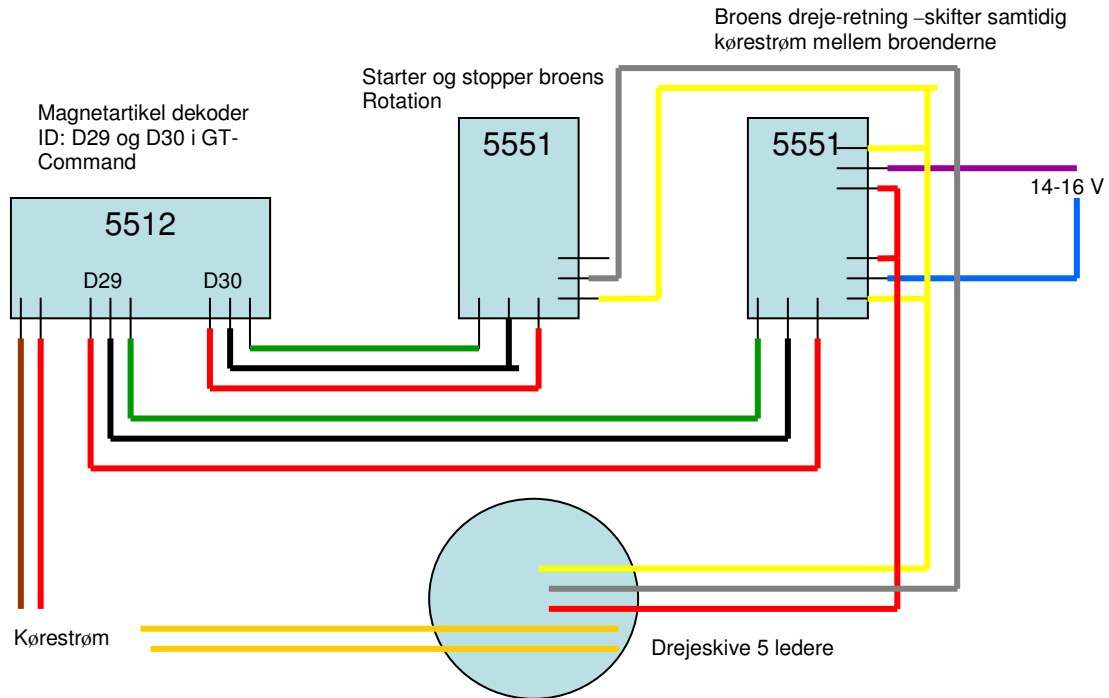 Broens dreje-retning –skifter samtidig
kørestrøm mellem broenderne
Starter og stopper broens
Rotation
Magnetartikel dekoder
ID: D29 og D30 i GT-
Command
5551
5551
14-16 V
5512
D29
D30
Kørestrøm
Drejeskive 5 ledere